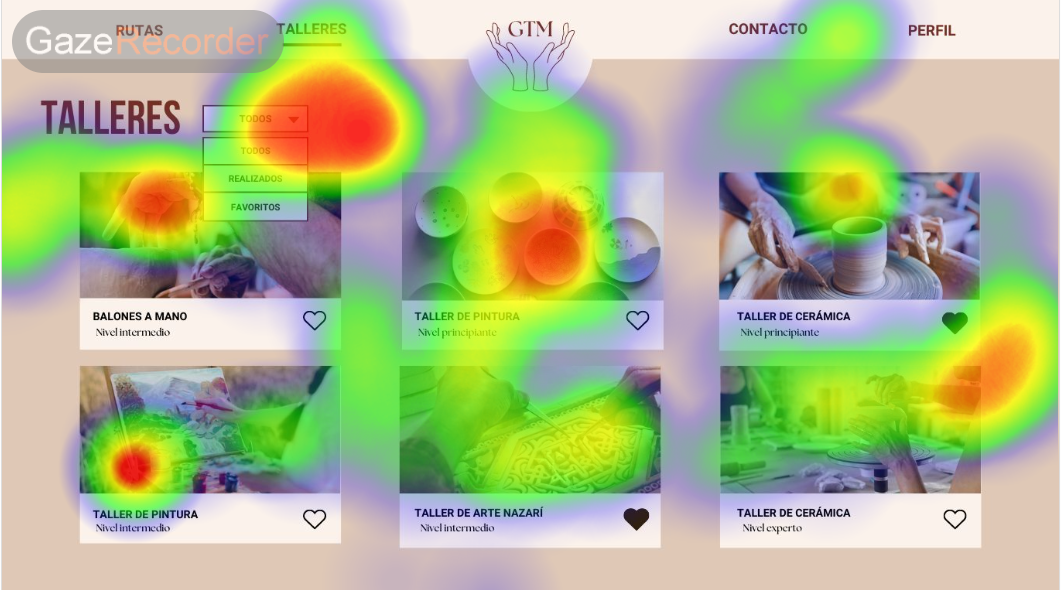 GazeRecorder
RUTAS
TALLERES
GTM
CONTACTO
PERFIL
TALLERES
TODOS
TODOS
REALIZADOS
FAVORITOS
BALONES A MANO
Nivel intermedio
TALLER DE PINTURA
Nivel principiante
TALLER DE CERÁMICA
Nivel principiante
TALLER DE PINTURA
Nivel intermedio
TALLER DE ARTE NAZARÍ
Nivel intermedio
TALLER DE CERÁMICA
Nivel experto